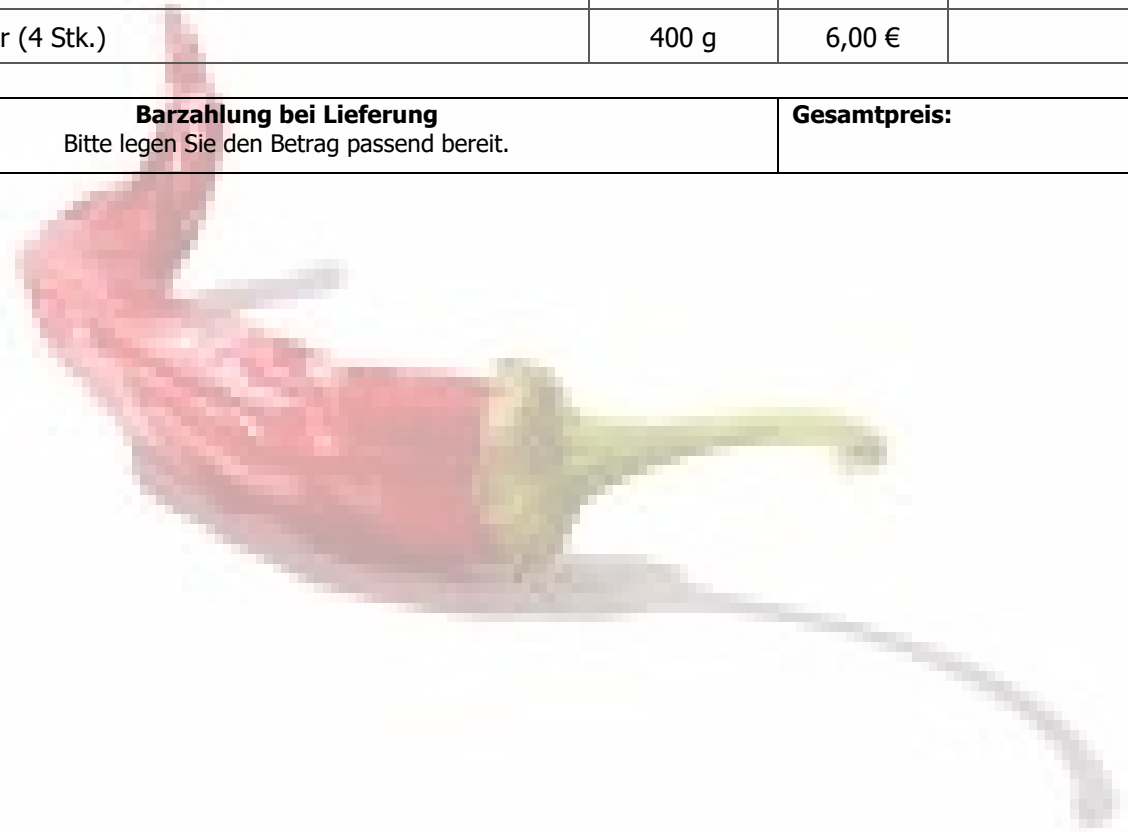 r (4 Stk.) 400 g 6,00 €
Barzahlung bei Lieferung Gesamtpreis:
Bitte legen Sie den Betrag passend bereit.